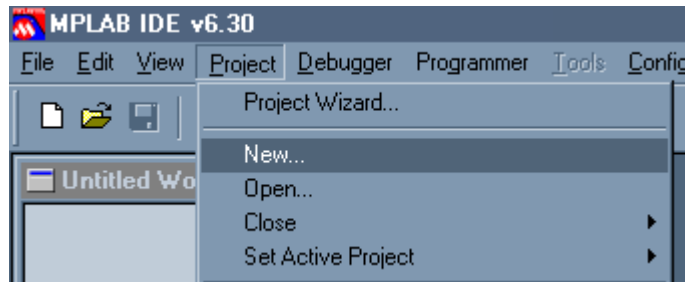 MPLAB IDE v6.30
File Edit View Project Debugger Programmer Tools Config
Project Wizard...
New...
Untitled Wo
Open...
Close
Set Active Project